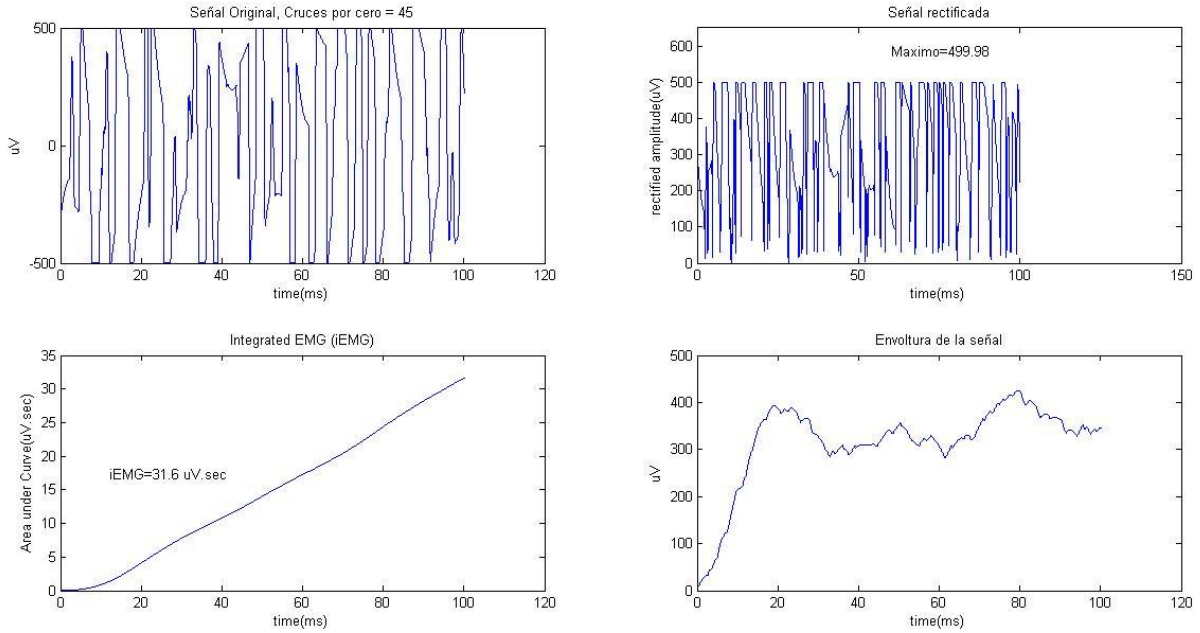 Señal Original, Cruces por cero = 45
500
0
-500
uV
0 20 40 60 80 100 120
time(ms)
Señal rectificada
Maximo=499.98
600
500
400
300
200
100
0
rectified amplitude(uV)
0 50 100 150
time(ms)
Integrated EMG (iEMG)
35
30
25
20
15
10
5
0
Area under Curve(uV.sec)
iEMG=31.6 uV.sec
0 20 40 60 80 100 120
time(ms)
Envoltura de la señal
500
400
300
200
100
0
uV
0 20 40 60 80 100 120
time(ms)